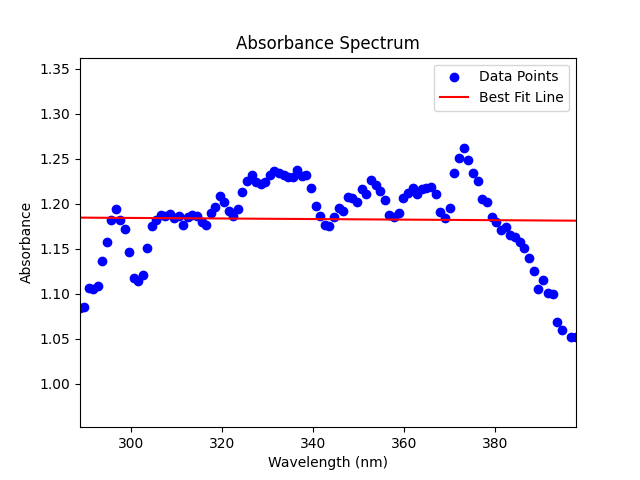 Absorbance Spectrum
Data Points
Best Fit Line
1.35
1.30
1.25
1.20
1.15
1.10
1.05
1.00
Absorbance
300
320
340
360
380
Wavelength (nm)